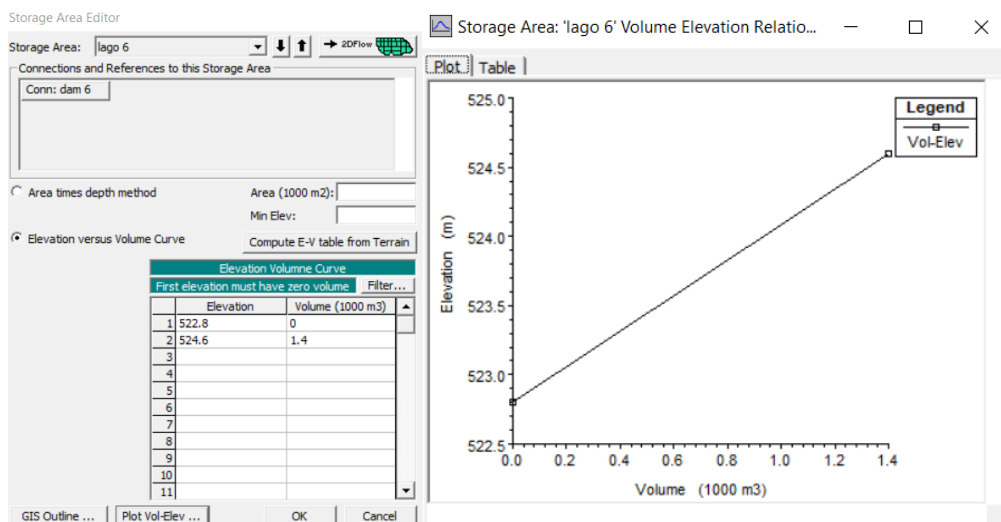 Storage Area Editor
Storage Area: lago 6
2DFlow
Connections and References to this Storage Area
Conn: dam 6
Area times depth method
Area (1000 m2):
Min Elev:
Elevation versus Volume Curve
Compute E-V table from Terrain
Elevation Volumne Curve
First elevation must have zero volume Filter...
Elevation Volume (1000 m3)
1 522.8 0
2 524.6 1.4
3
4
5
6
7
8
9
10
11
GIS Outline ... Plot Vol-Elev ... OK Cancel
Storage Area: 'lago 6' Volume Elevation Relatio...
Plot Table
Legend
Vol-Elev
525.0
524.5
524.0
523.5
523.0
522.5
Elevation (m)
0.0 0.2 0.4 0.6 0.8 1.0 1.2 1.4
Volume (1000 m3)